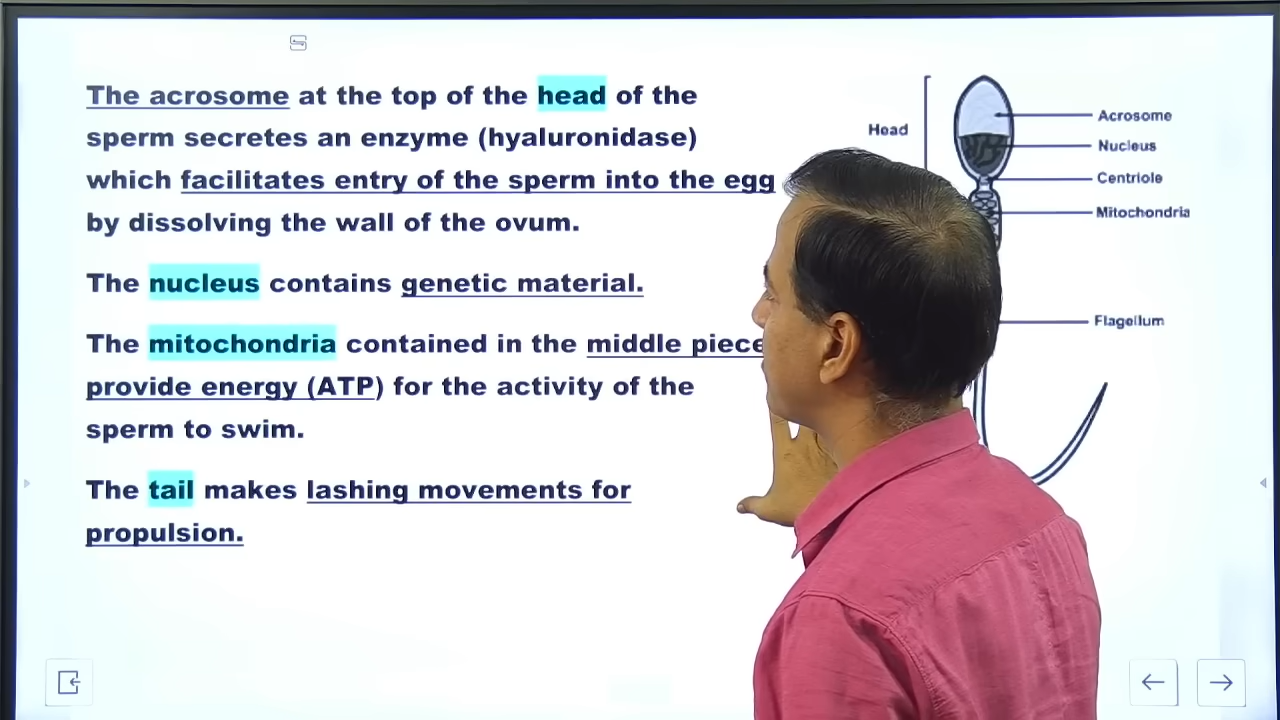 The acrosome at the top of the head of the
sperm secretes an enzyme (hyaluronidase)
which facilitates entry of the sperm into the egg
by dissolving the wall of the ovum.
The nucleus contains genetic material.
The mitochondria contained in the middle piece
provide energy (ATP) for the activity of the
sperm to swim.
The tail makes lashing movements for
propulsion.
Head
Acrosome
Nucleus
Centriole
Mitochondria
Flagellum